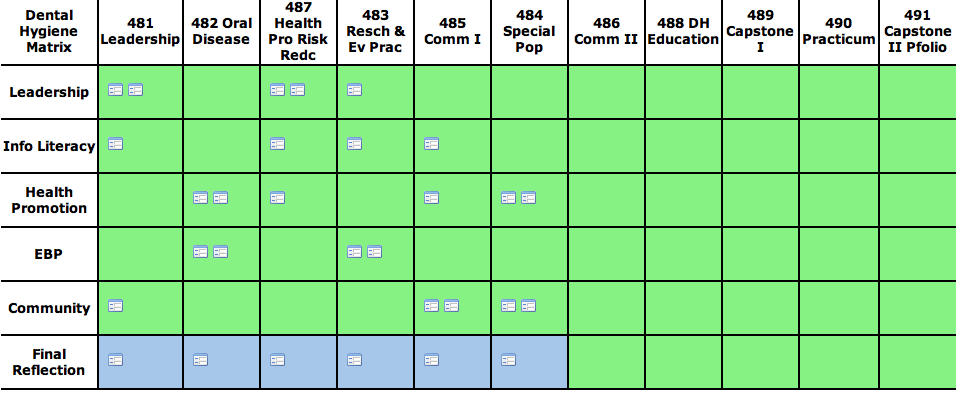 Dental Hygiene Matrix
481 Leadership
482 Oral Disease
487 Health Pro Risk Redc
483 Resch & Ev Prac
485 Comm I
484 Special Pop
486 Comm II
488 DH Education
489 Capstone I
490 Practicum
491 Capstone II Pfolio
Leadership
Info Literacy
Health Promotion
EBP
Community
Final Reflection